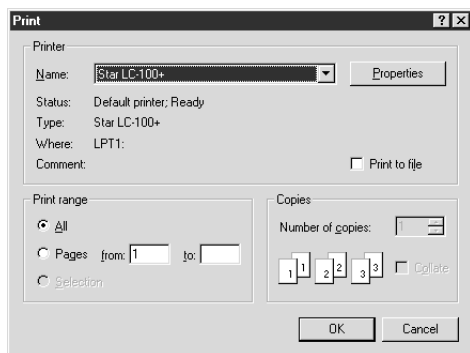 Print
Printer
Name: Star LC-100+ Properties
Status: Default printer; Ready
Type: Star LC-100+
Where: LPT1:
Comment: Print to file
Print range
All
Pages from: 1 to:
Selection
Copies
Number of copies: 1
1 1 2 2 3 3 Collate
OK Cancel